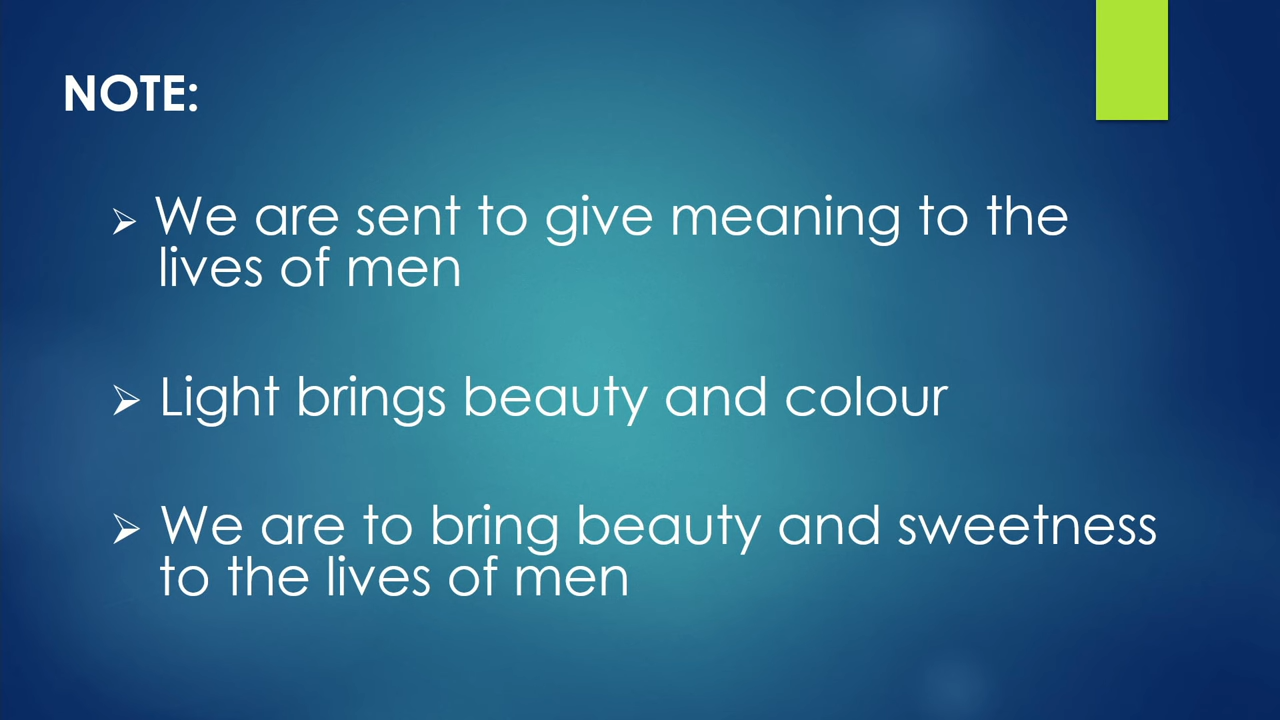 NOTE:
We are sent to give meaning to the
lives of men
Light brings beauty and colour
We are to bring beauty and sweetness
to the lives of men